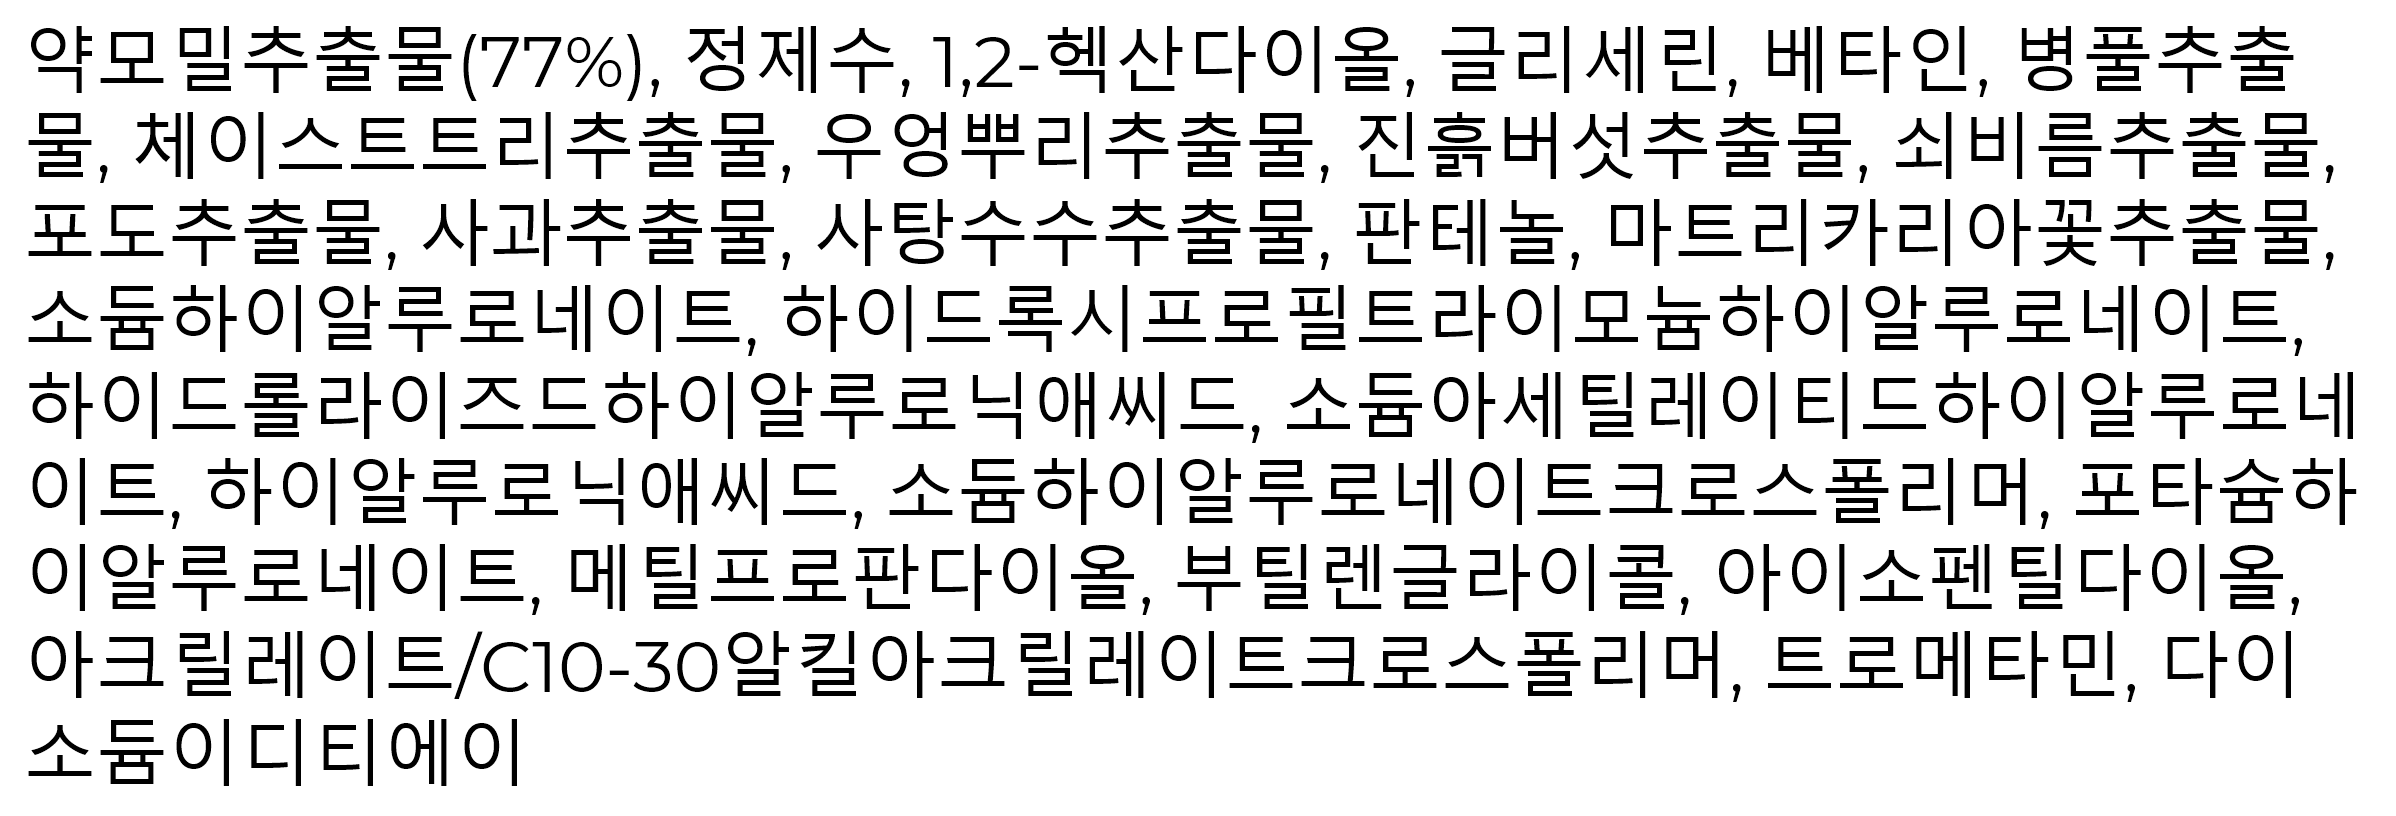 약모밀추출물(77%), 정제수, 1,2-헥산다이올, 글리세린, 베타인, 병풀추출
물, 체이스트트리추출물, 우엉뿌리추출물, 진흙버섯추출물, 쇠비름추출물,
포도추출물, 사과추출물, 사탕수수추출물, 판테놀, 마트리카리아꽃추출물,
소듐하이알루로네이트, 하이드록시프로필트라이모늄하이알루로네이트,
하이드롤라이즈드하이알루로닉애씨드, 소듐아세틸레이티드하이알루로네
이트, 하이알루로닉애씨드, 소듐하이알루로네이트크로스폴리머, 포타슘하
이알루로네이트, 메틸프로판다이올, 부틸렌글라이콜, 아이소펜틸다이올,
아크릴레이트/C10-30알킬아크릴레이트크로스폴리머, 트로메타민, 다이
소듐이디티에이